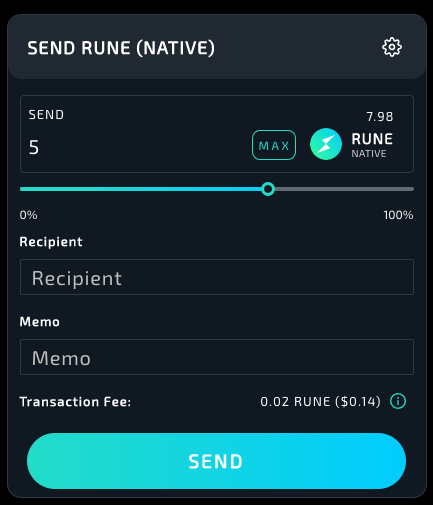 SEND RUNE (NATIVE)
SEND
7.98
5
MAX
RUNE
NATIVE
0%
100%
Recipient
Recipient
Memo
Memo
Transaction Fee:
0.02 RUNE ($0.14)
SEND